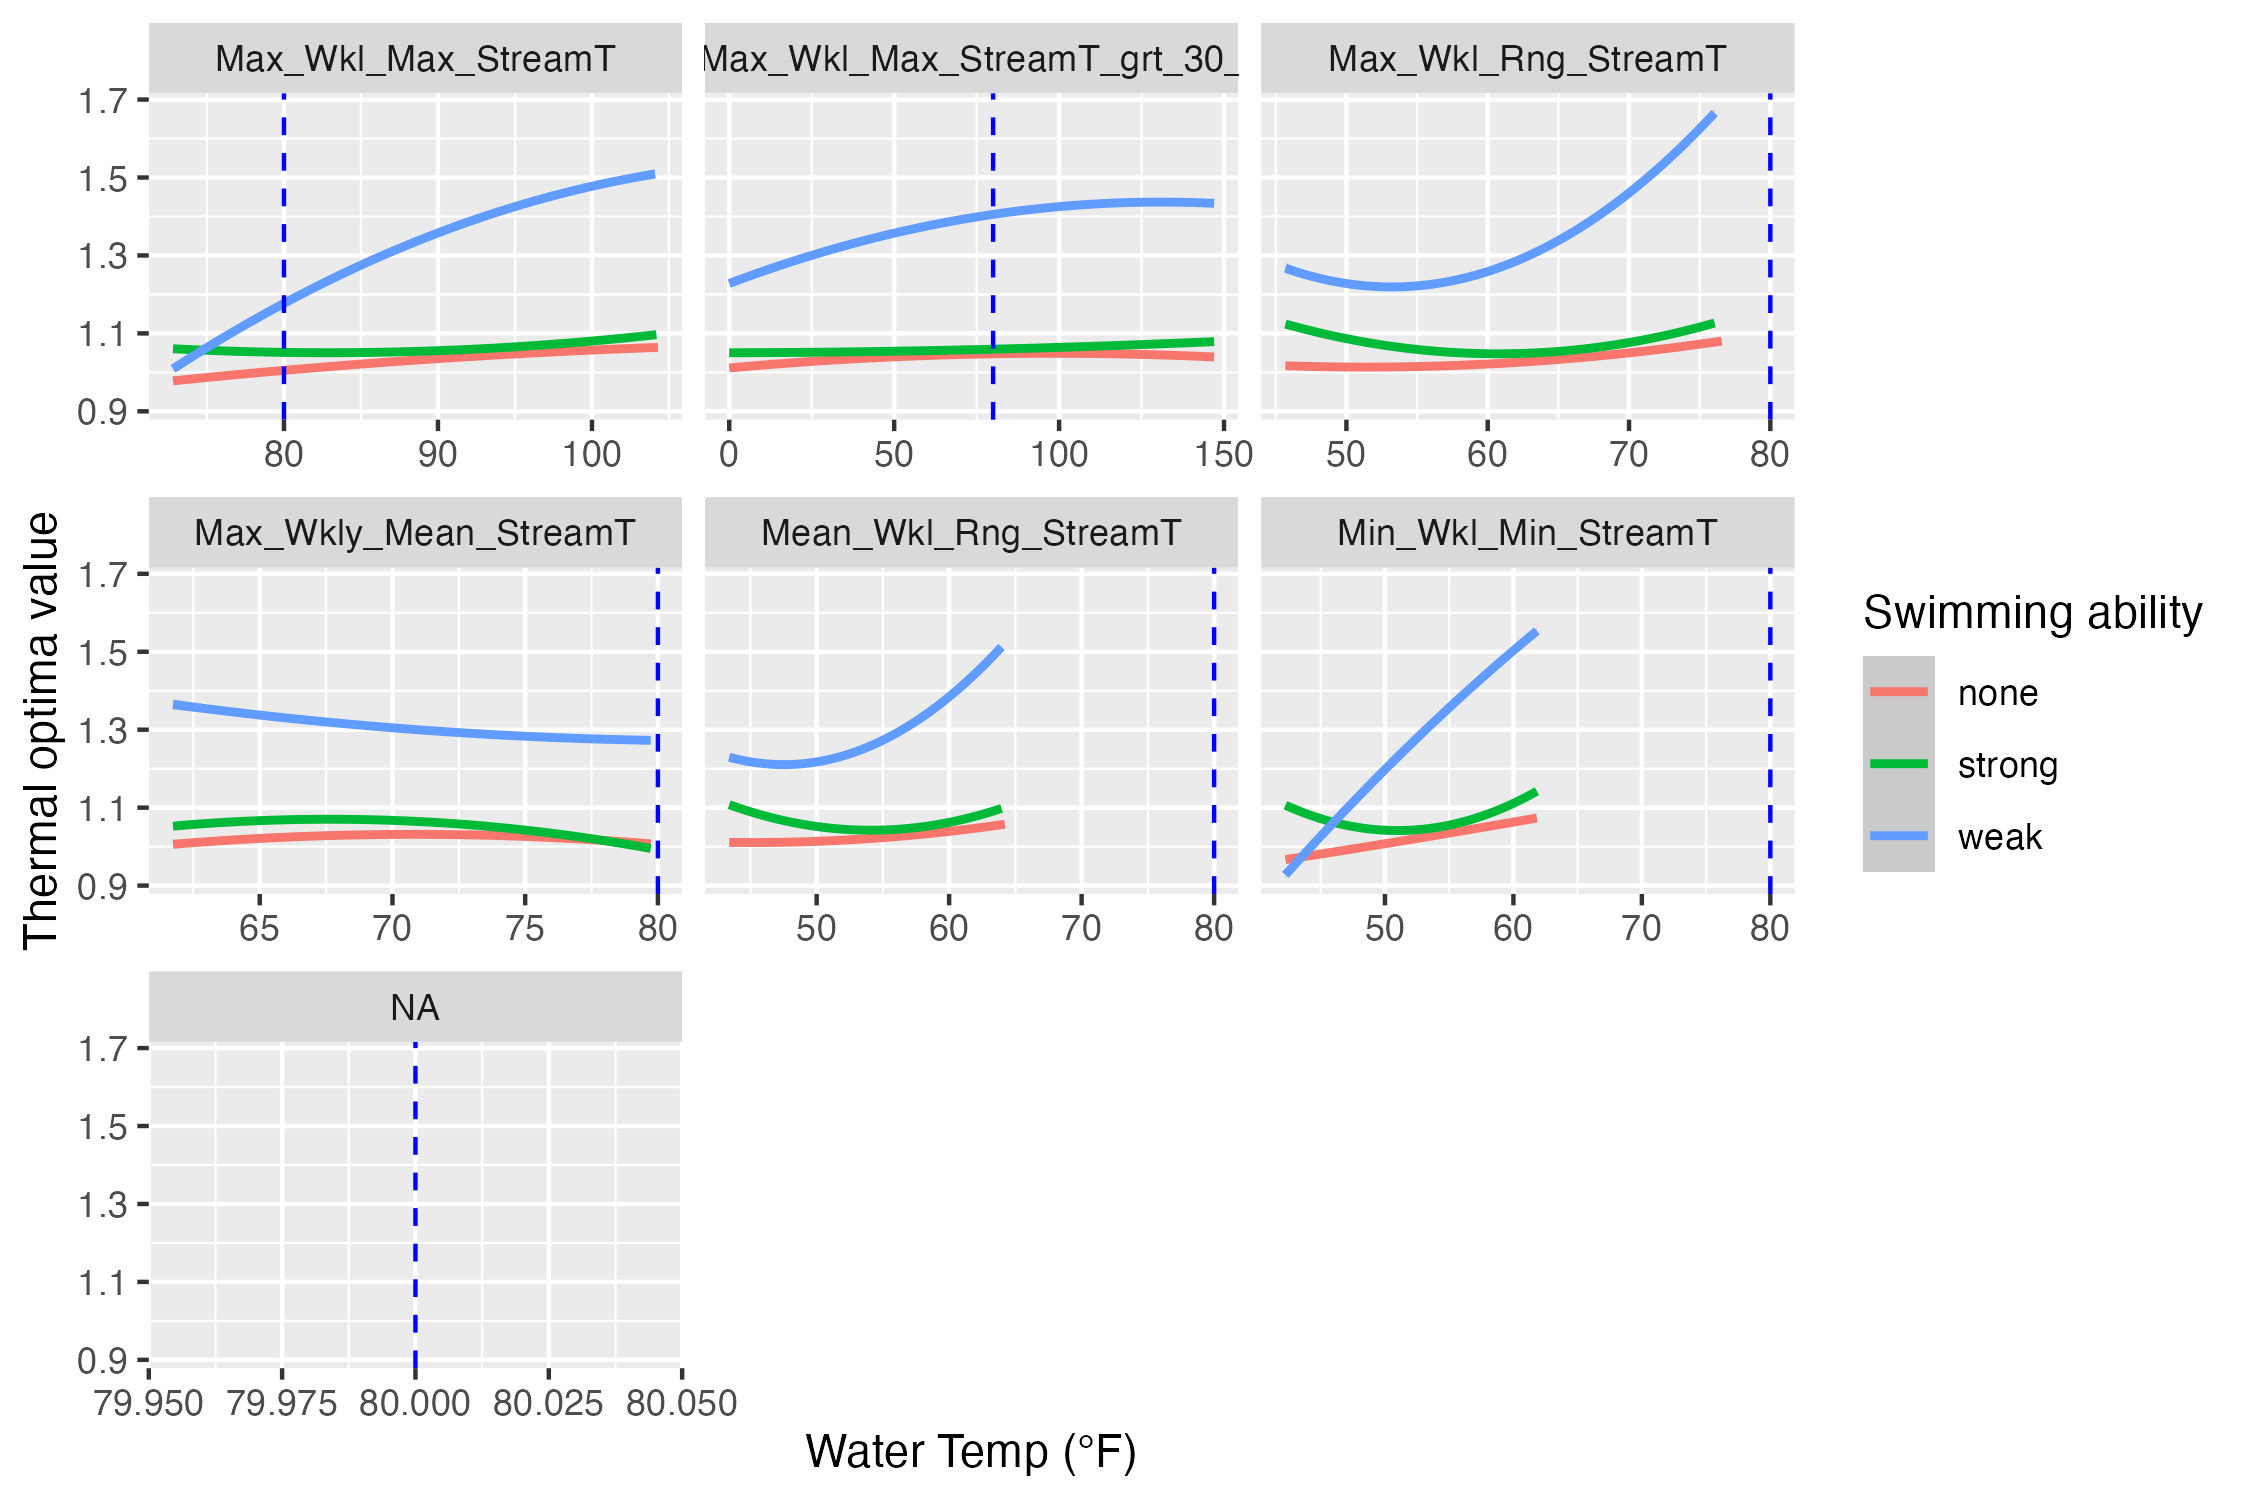 Max_Wkl_Max_StreamT
Max_Wkl_Max_StreamT_grt_30_
Max_Wkl_Rng_StreamT
1.7
1.5
1.3
1.1
0.9
80 90 100
0 50 100 150
50 60 70 80
Thermal optima value
Max_Wkly_Mean_StreamT
Mean_Wkl_Rng_StreamT
Min_Wkl_Min_StreamT
1.7
1.5
1.3
1.1
0.9
65 70 75 80
50 60 70 80
50 60 70 80
Swimming ability
none
strong
weak
NA
1.7
1.5
1.3
1.1
0.9
79.950 79.975 80.000 80.025 80.050
Water Temp (°F)